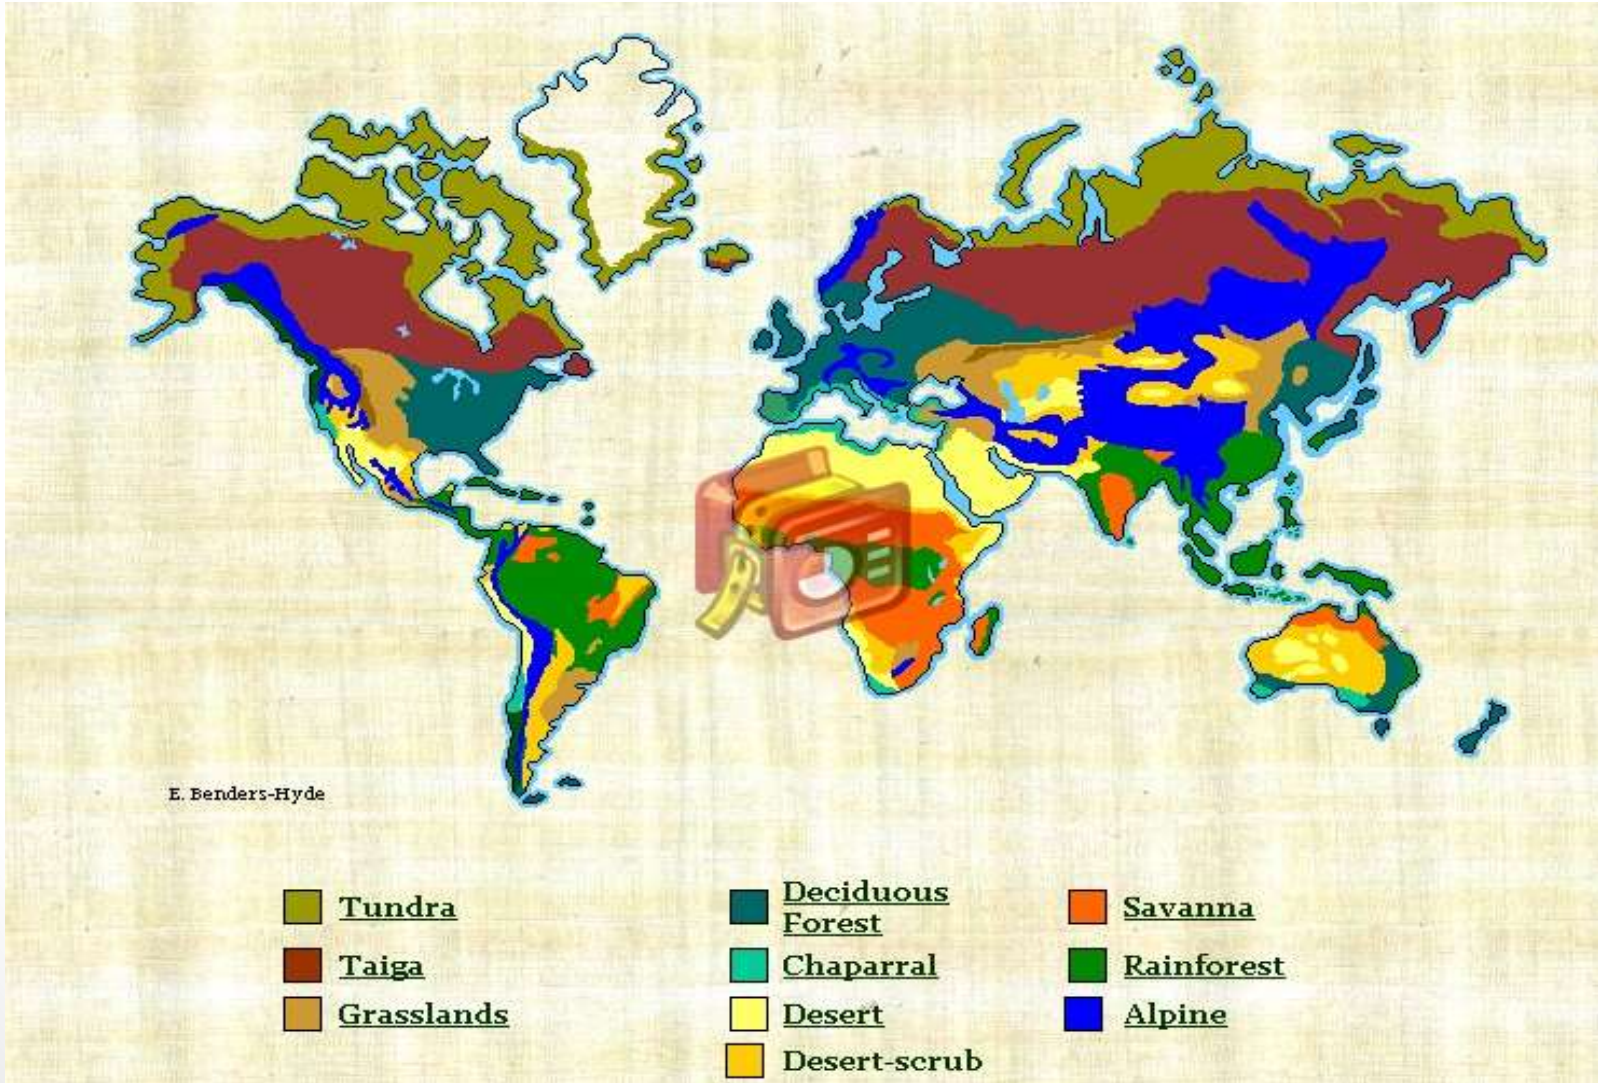 E. Benders-Hyde
Tundra
Taiga
Grasslands
Deciduous
Forest
Chaparral
Desert
Desert-scrub
Savanna
Rainforest
Alpine